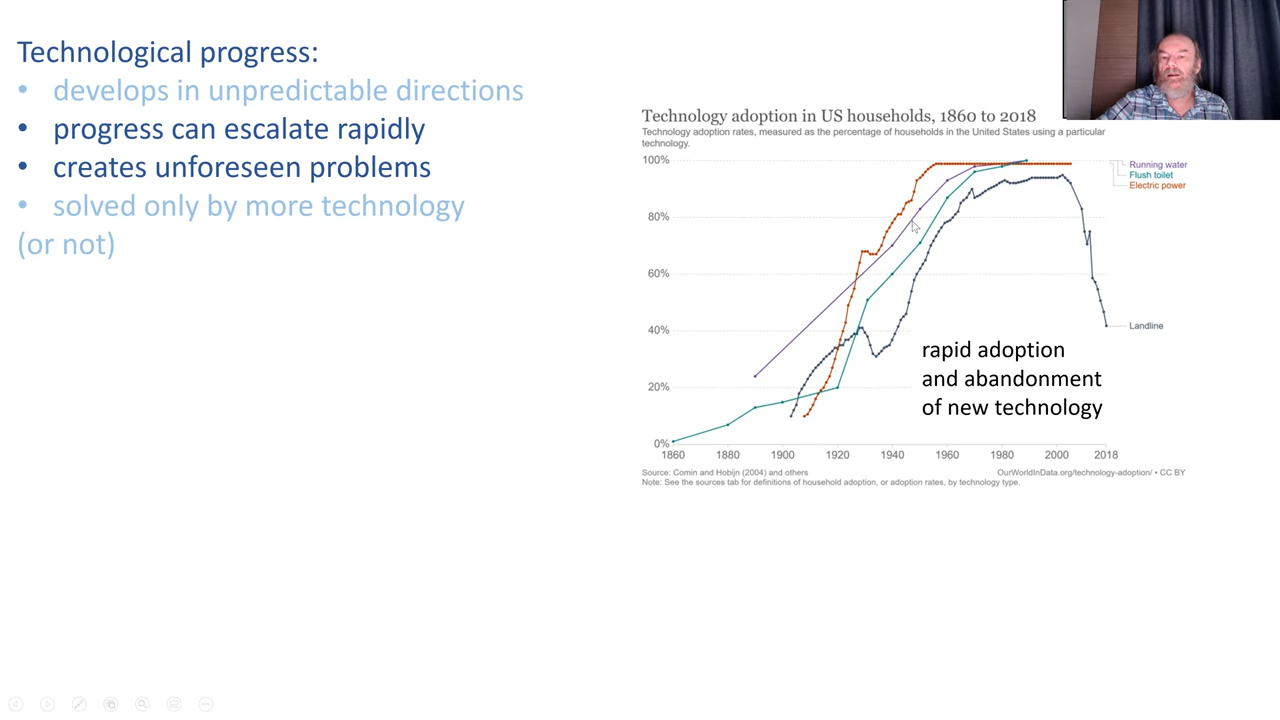 Technological progress:
• develops in unpredictable directions
• progress can escalate rapidly
• creates unforeseen problems
• solved only by more technology
(or not)
Technology adoption in US households, 1860 to 2018
Technology adoption rates, measured as the percentage of households in the United States using a particular
technology.
100%
80%
60%
40%
20%
0%
1860
1880
1900
1920
1940
1960
1980
2000
2018
Running water
Flush toilet
Electric power
Landline
rapid adoption
and abandonment
of new technology
Source: Comin and Hobijn (2004) and others
OurWorldInData.org/technology-adoption/ • CC BY
Note: See the sources tab for definitions of household adoption, or adoption rates, by technology type.